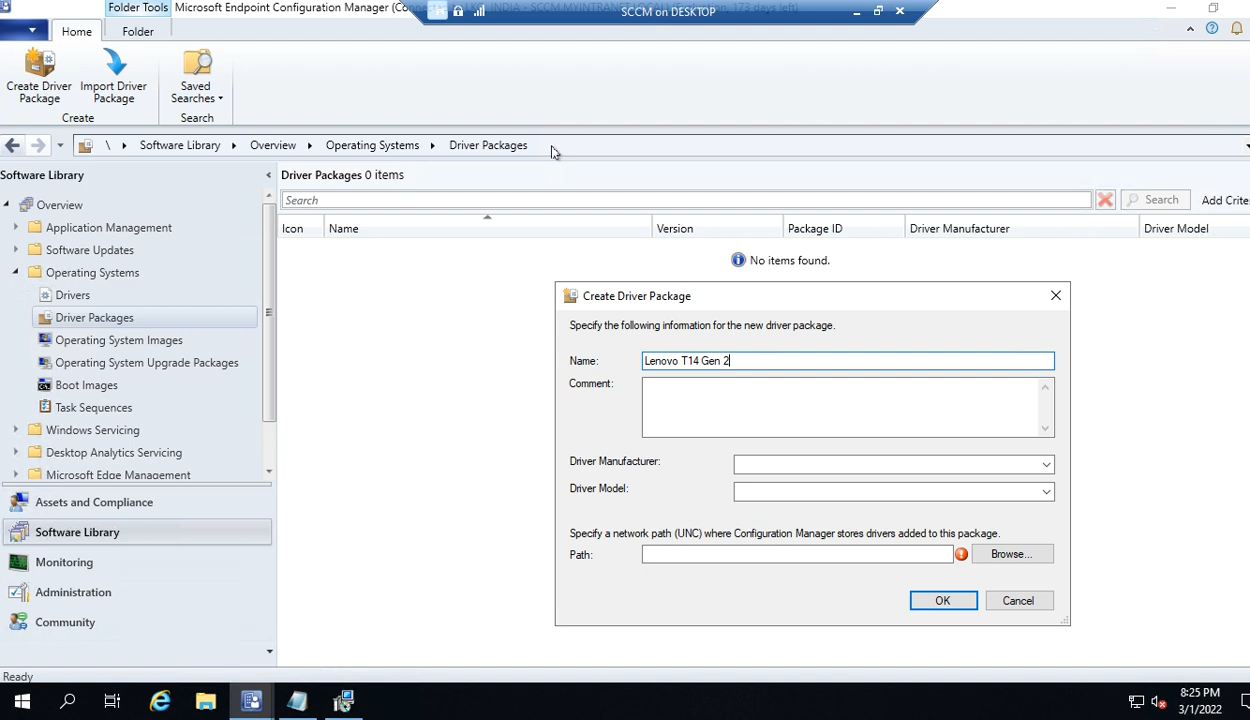 Folder Tools Microsoft Endpoint Configuration Manager
SCCM on DESKTOP
Home Folder
Create Driver Package
Import Driver Package
Saved Searches
Create
Search
\ Software Library Overview Operating Systems Driver Packages
Software Library
Driver Packages 0 items
Search
Search Add Crite
Icon Name Version Package ID Driver Manufacturer Driver Model
No items found.
Overview
Application Management
Software Updates
Operating Systems
Drivers
Driver Packages
Operating System Images
Operating System Upgrade Packages
Boot Images
Task Sequences
Windows Servicing
Desktop Analytics Servicing
Microsoft Edge Management
Assets and Compliance
Software Library
Monitoring
Administration
Community
Create Driver Package
Specify the following information for the new driver package.
Name: Lenovo T14 Gen 2
Comment:
Driver Manufacturer:
Driver Model:
Specify a network path (UNC) where Configuration Manager stores drivers added to this package.
Path:
Browse...
OK Cancel
Ready
8:25 PM
3/1/2022